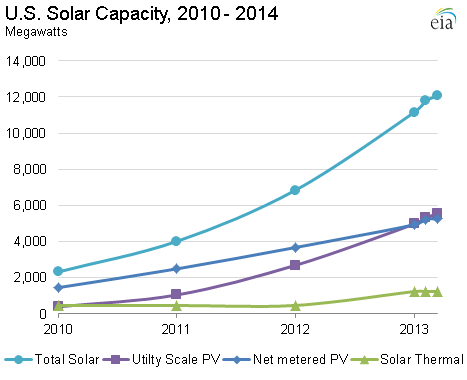 U.S. Solar Capacity, 2010 - 2014
Megawatts
eia
14,000
12,000
10,000
8,000
6,000
4,000
2,000
0
2010 2011 2012 2013
Total Solar Utilty Scale PV Net metered PV Solar Thermal